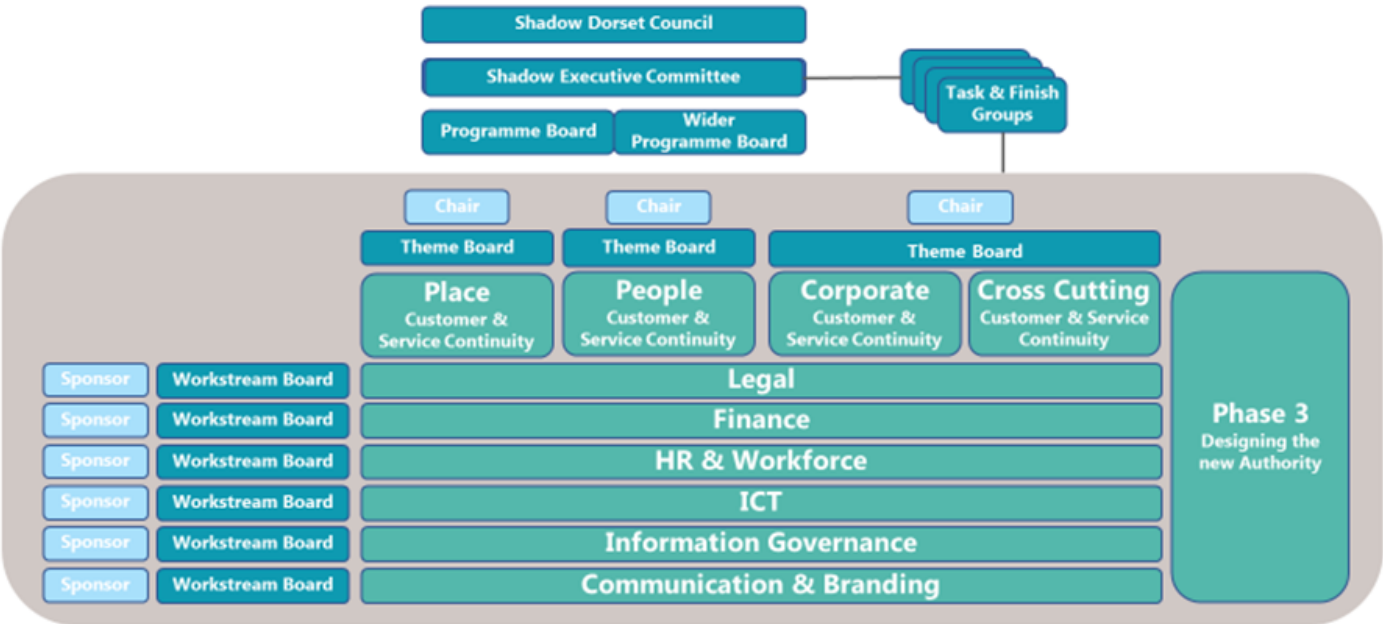 Shadow Dorset Council
Shadow Executive Committee
Task & Finish
Groups
Programme Board
Wider
Programme Board
Chair
Chair
Chair
Theme Board
Theme Board
Theme Board
Place
Customer &
Service Continuity
People
Customer &
Service Continuity
Corporate
Customer &
Service Continuity
Cross Cutting
Customer & Service
Continuity
Sponsor
Workstream Board
Legal
Sponsor
Workstream Board
Finance
Sponsor
Workstream Board
HR & Workforce
Sponsor
Workstream Board
ICT
Sponsor
Workstream Board
Information Governance
Sponsor
Workstream Board
Communication & Branding
Phase 3
Designing the
new Authority